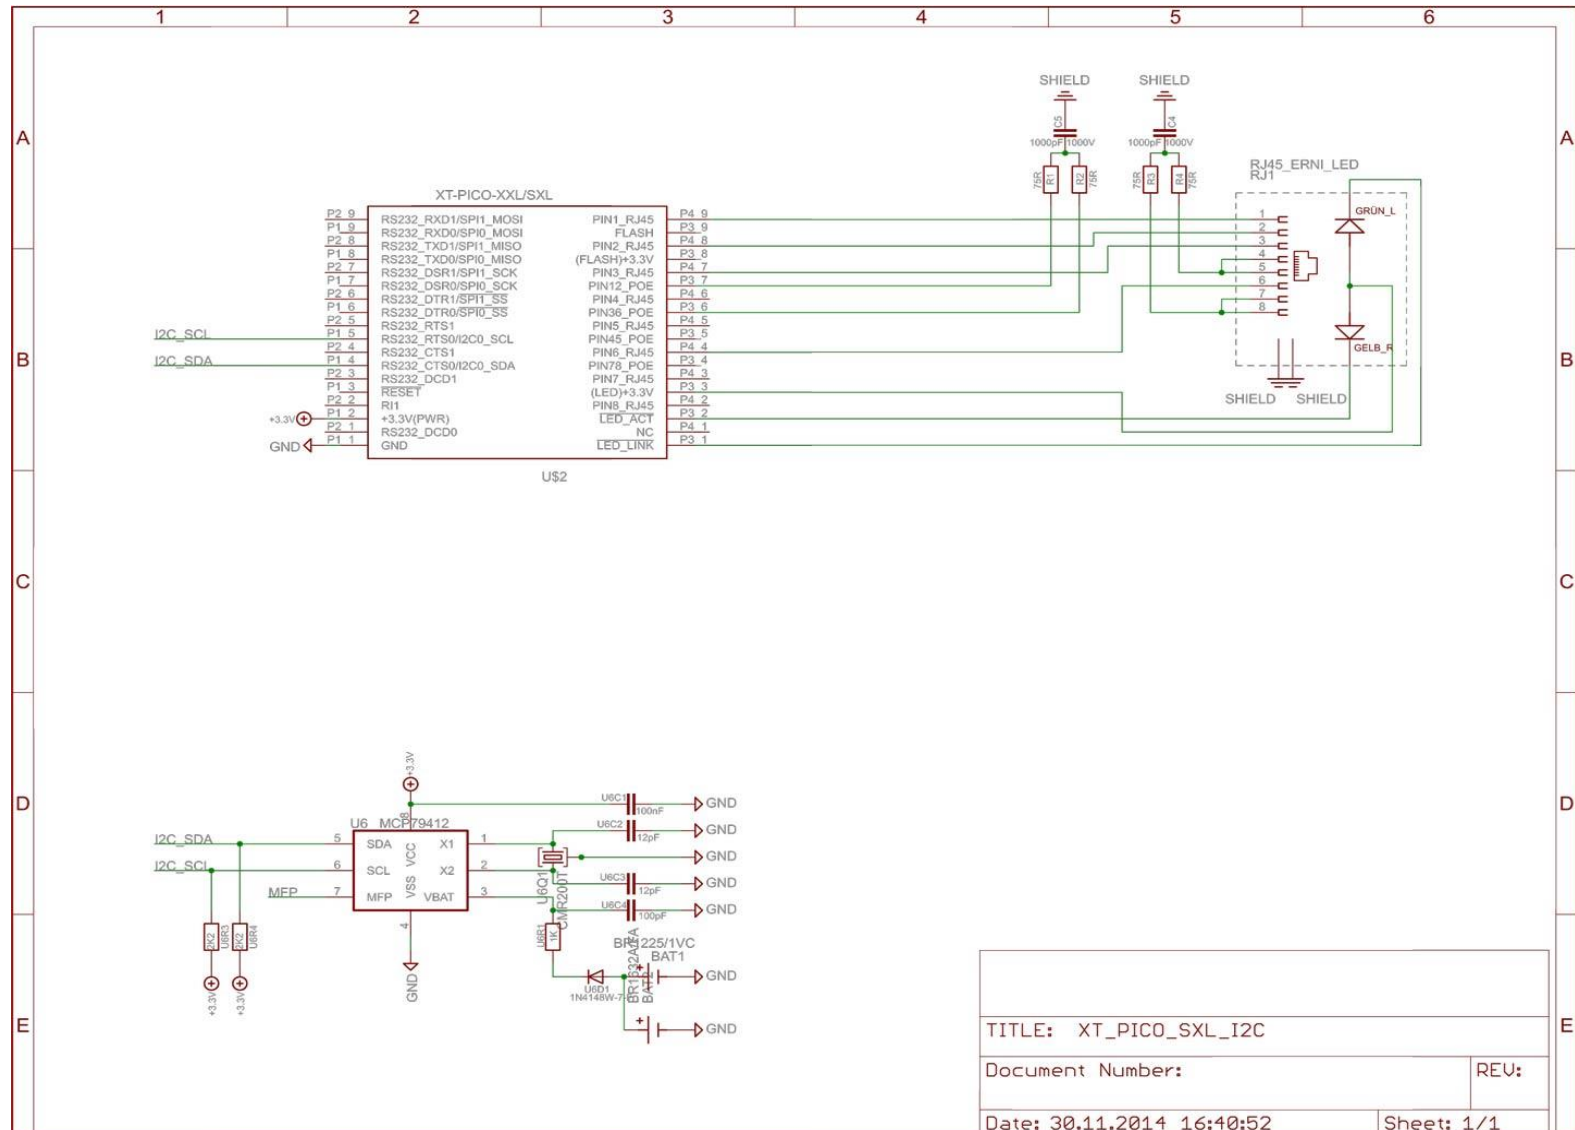 1 2 3 4 5 6
A A
B B
C C
D D
E E
SHIELD SHIELD
C5 C4
1000pF 1000V 1000pF 1000V
75R R1 R2 75R 75R R3 R4 75R
RJ45_ERNI_LED
RJ1
XT-PICO-XXL/SXL
P2 9 RS232_RXD1/SPI1_MOSI PIN1_RJ45 P4 9
P1 9 RS232_RXD0/SPI0_MOSI FLASH P3 9
P2 8 RS232_TXD1/SPI1_MISO PIN2_RJ45 P4 8
P1 8 RS232_TXD0/SPI0_MISO (FLASH)+3.3V P3 8
P2 7 RS232_DSR1/SPI1_SCK PIN3_RJ45 P4 7
P1 7 RS232_DSR0/SPI0_SCK PIN12_POE P3 7
P2 6 RS232_DTR1/SPI1_SS PIN4_RJ45 P4 6
P1 6 RS232_DTR0/SPI0_SS PIN36_POE P3 6
P2 5 RS232_RTS1 PIN5_RJ45 P4 5
P1 5 RS232_RTS0/I2C0_SCL PIN45_POE P3 5
P2 4 RS232_CTS1 PIN6_RJ45 P4 4
P1 4 RS232_CTS0/I2C0_SDA PIN78_POE P3 4
P2 3 RS232_DCD1 PIN7_RJ45 P4 3
P1 3 RESET (LED)+3.3V P3 3
P2 2 RI1 PIN8_RJ45 P4 2
P1 2 +3.3V(PWR) LED_ACT P3 2
P2 1 RS232_DCD0 NC P4 1
P1 1 GND LED_LINK P3 1
I2C_SCL
I2C_SDA
+3.3V
GND
U$2
1
2
3
4
5
6
7
8
GRÜN_L
GELB_R
SHIELD SHIELD
+3.3V
U6 MCP79412
8
I2C_SDA 5 SDA VCC X1 1
I2C_SCL 6 SCL X2 2
MFP 7 MFP VSS VBAT 3
4
GND
2K2 U6R3 2K2 U6R4
+3.3V +3.3V
U6C1 100nF GND
U6C2 12pF GND
U6Q1 CMR200T GND
U6C3 12pF GND
U6C4 100pF GND
U6R1 1K
BR1225/1VC
BAT1
GND
U6D1
BAT2
GND
TITLE: XT_PICO_SXL_I2C
Document Number: REV:
Date: 30.11.2014 16:40:52 Sheet: 1/1